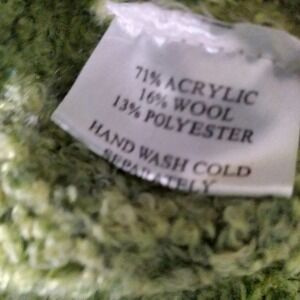 71% ACRYLIC
16% WOOL
13% POLYESTER
HAND WASH COLD
SEPARATELY